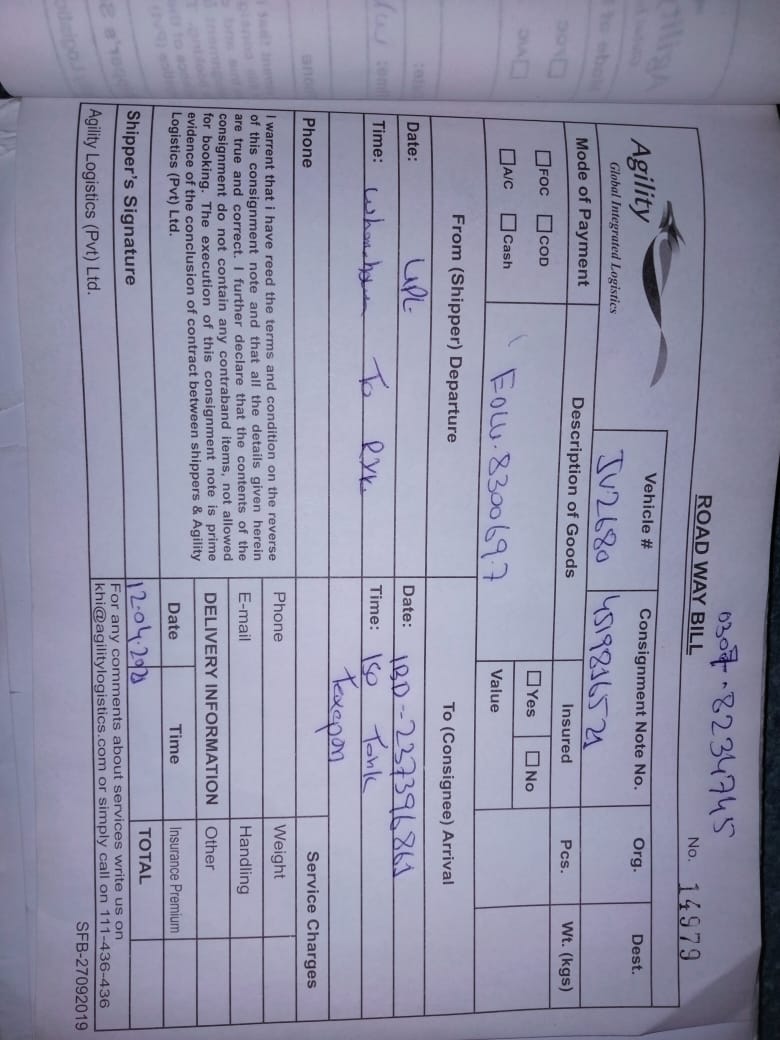 0307-8234745
ROAD WAY BILL
No. 14979
Agility
Global Integrated Logistics
Vehicle #
JV2680
Consignment Note No.
4519816521
Org.
Dest.
Mode of Payment
FOC COD
A/C Cash
Description of Goods
8300697
Insured
Yes No
Value
Pcs.
Wt. (kgs)
From (Shipper) Departure
To (Consignee) Arrival
Date: UPL
Date: IBD-237396861
Time: To RYK
Time: ISO Tank
Texapon
Phone
Service Charges
I warrent that i have reed the terms and condition on the reverse
of this consignment note and that all the details given herein
are true and correct. I further declare that the contents of the
consignment do not contain any contraband items, not allowed
for booking. The execution of this consignment note is prime
evidence of the conclusion of contract between shippers & Agility
Logistics (Pvt) Ltd.
Phone
Weight
E-mail
Handling
DELIVERY INFORMATION
Other
Date Time
Insurance Premium
12-04-2021
TOTAL
Shipper's Signature
Agility Logistics (Pvt) Ltd.
For any comments about services write us on
khi@agilitylogistics.com or simply call on 111-436-436
SFB-27092019